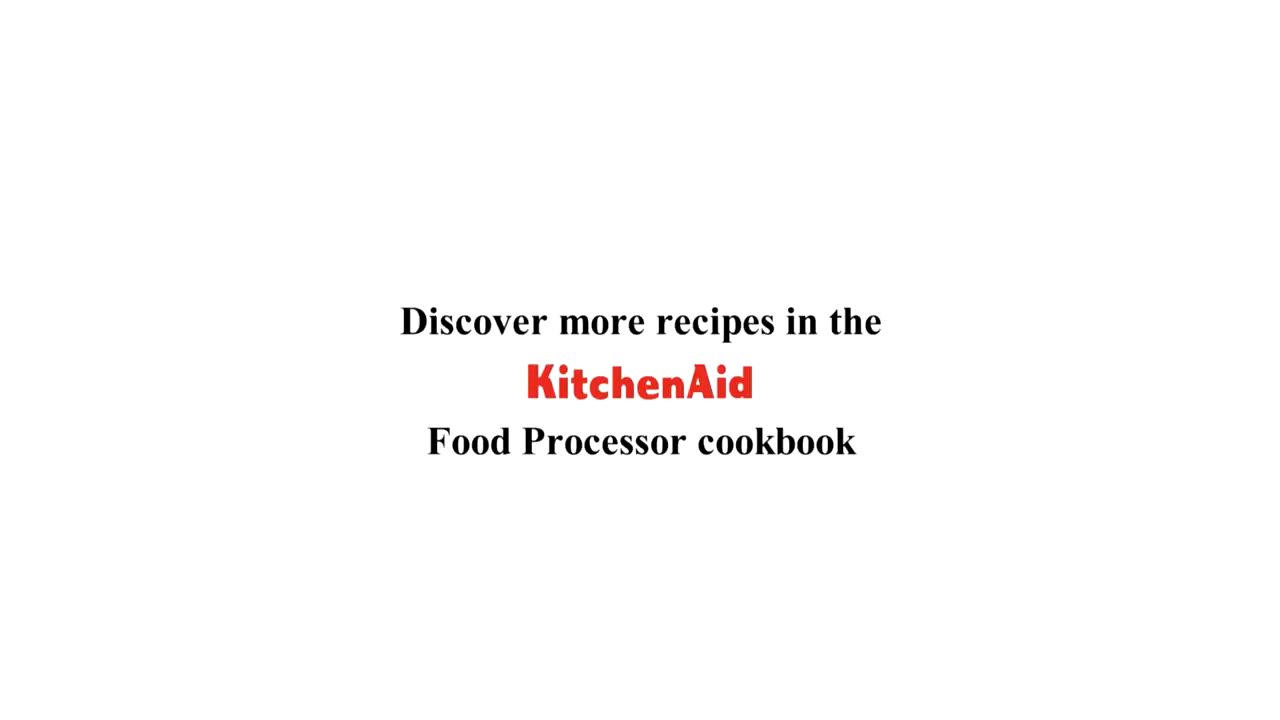 Discover more recipes in the
KitchenAid
Food Processor cookbook